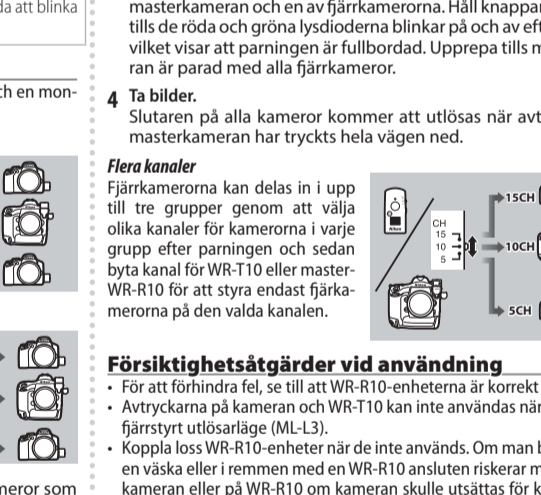 da att blinka
ch en mon-
meror som
masterkameran och en av fjärrkamerorna. Håll knappar
tills de röda och gröna lysdioderna blinkar på och av ef
vilket visar att parningen är fullbordad. Upprepa tills m
ran är parad med alla fjärrkameror.
4 Ta bilder.
Slutaren på alla kameror kommer att utlösas när avt
masterkameran har tryckts hela vägen ned.
Flera kanaler
Fjärrkamerorna kan delas in i upp
till tre grupper genom att välja
olika kanaler för kamerorna i varje
grupp efter parningen och sedan
byta kanal för WR-T10 eller master-
WR-R10 för att styra endast fjärka-
merorna på den valda kanalen.
CH
15
10
5
15CH
10CH
5CH
Försiktighetsåtgärder vid användning
• För att förhindra fel, se till att WR-R10-enheterna är korrekt
• Avtryckarna på kameran och WR-T10 kan inte användas när
fjärrstyrt utlösarläge (ML-L3).
• Koppla loss WR-R10-enheter när de inte används. Om man b
en väska eller i remmen med en WR-R10 ansluten riskerar m
kameran eller på WR-R10 om kameran skulle utsättas för k